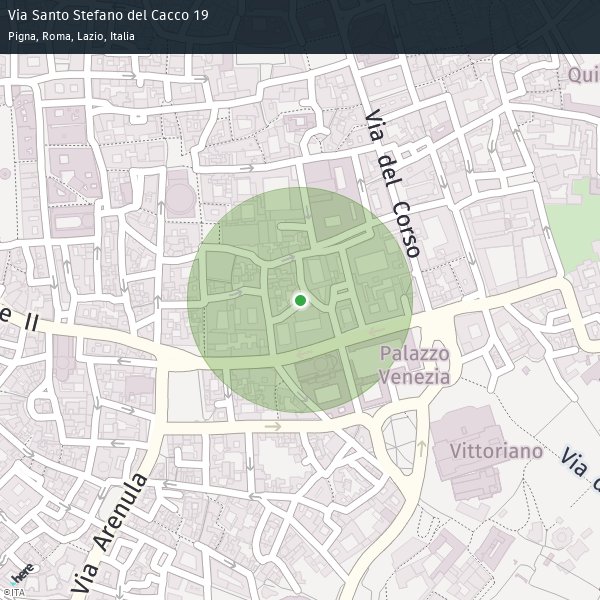 Via Santo Stefano del Cacco 19
Pigna, Roma, Lazio, Italia
Qui
Via del Corso
e II
Palazzo
Venezia
Vittoriano
Via d
Via Arenula
here
©ITA